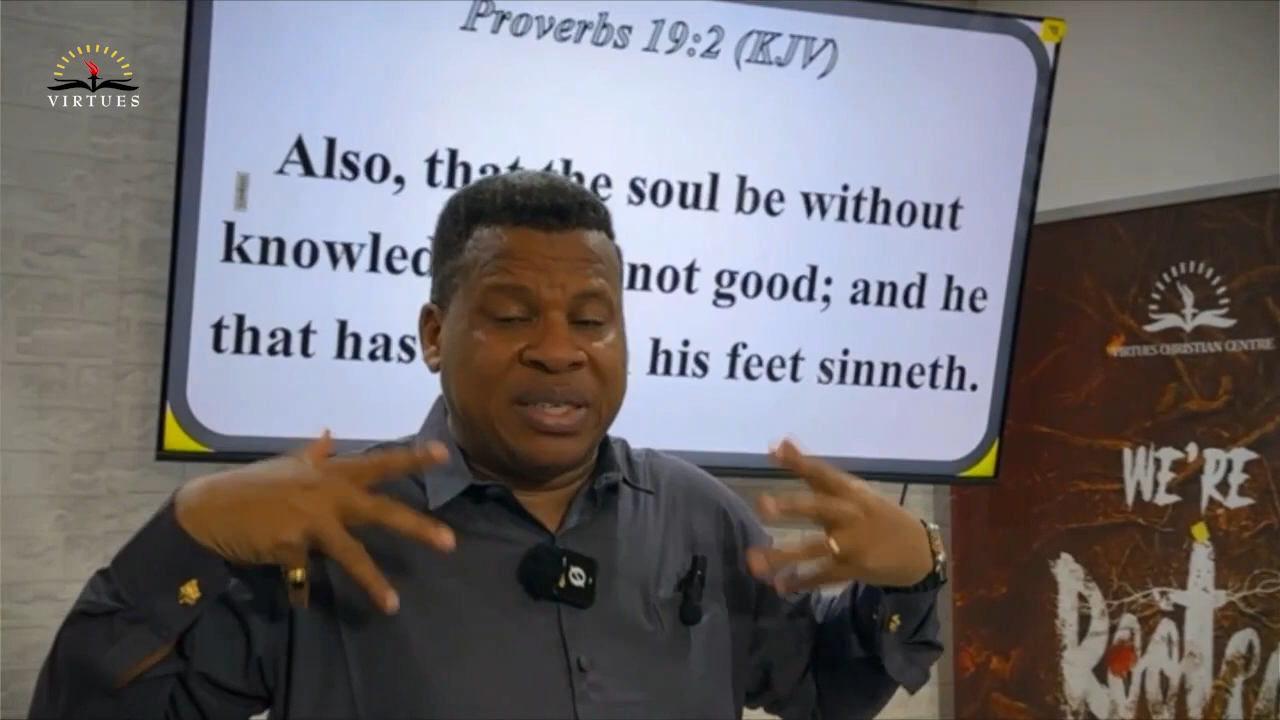 Proverbs 19:2 (KJV)
VIRTUES
Also, that the soul be without
knowled not good; and he
that has his feet sinneth.
VIRTUES CHRISTIAN CENTRE
WE'RE